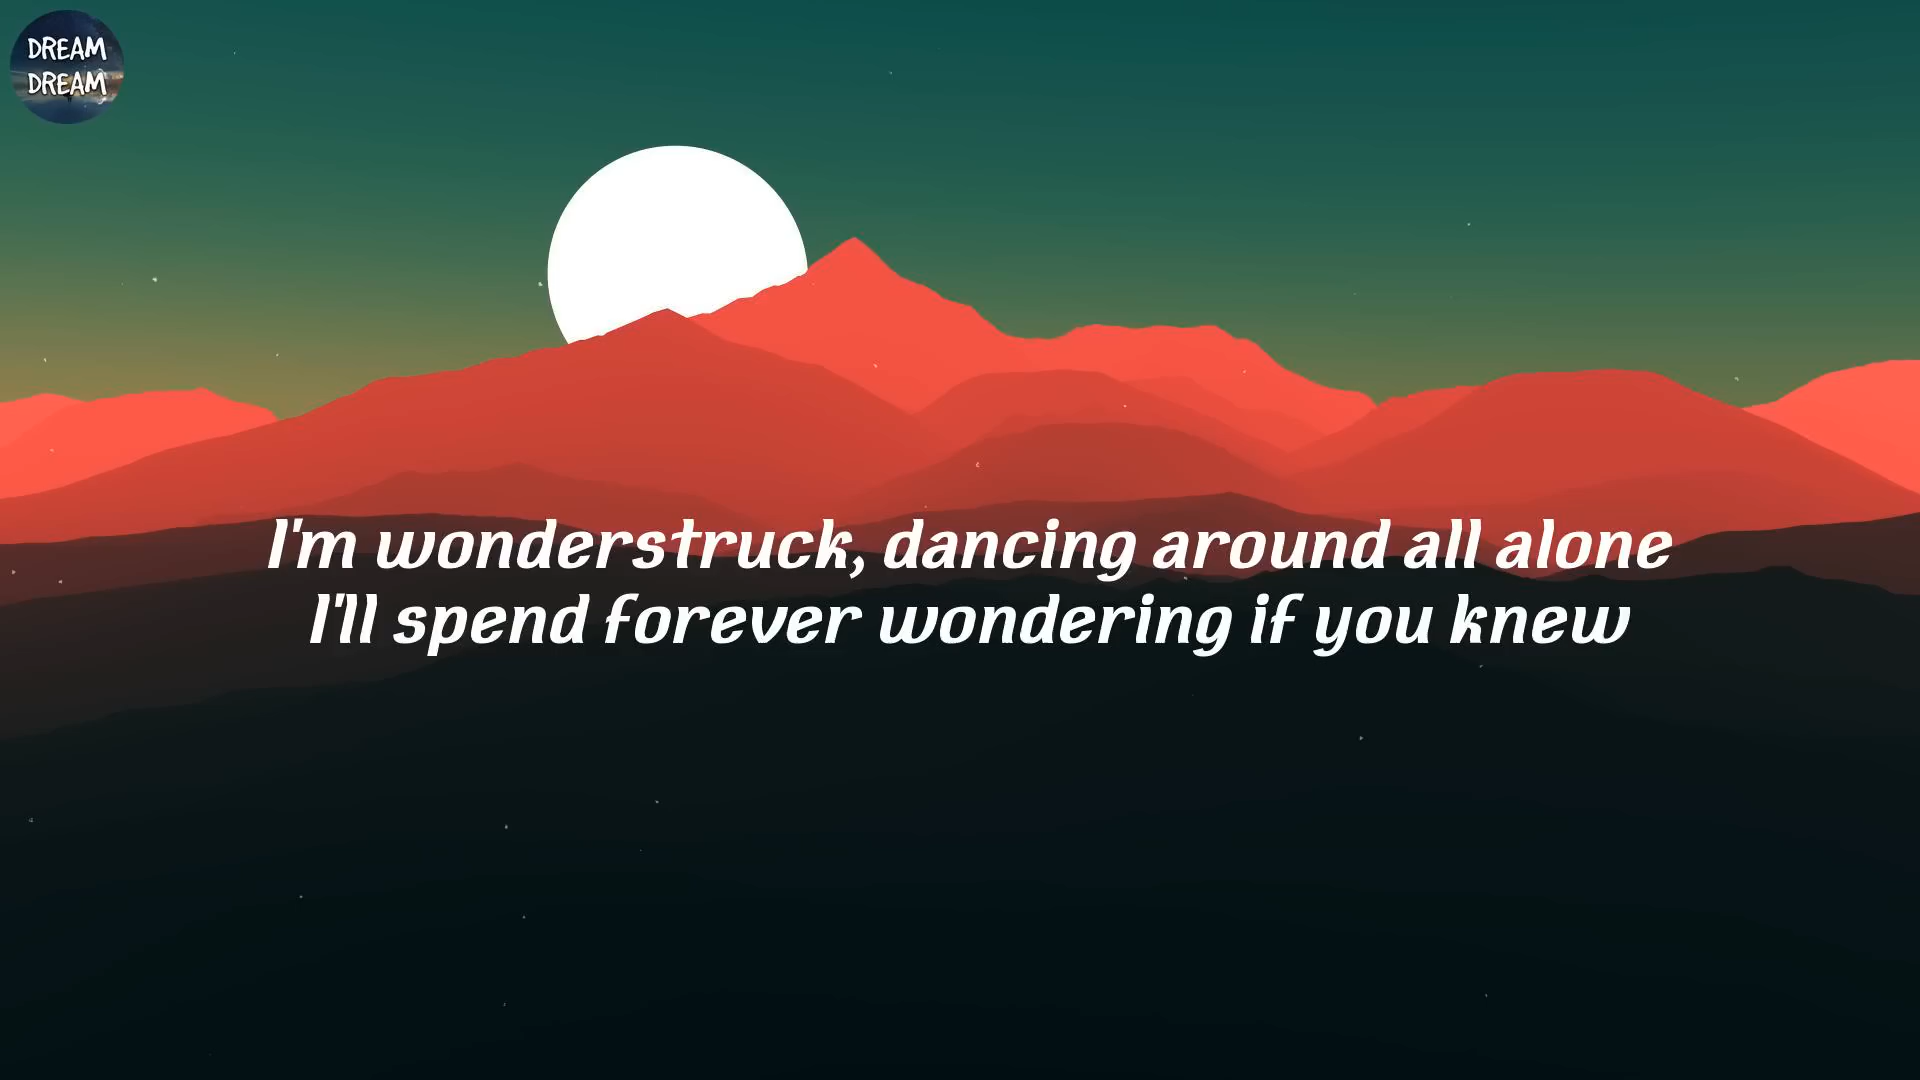 DREAM
DREAM
I'm wonderstruck, dancing around all alone
I'll spend forever wondering if you knew